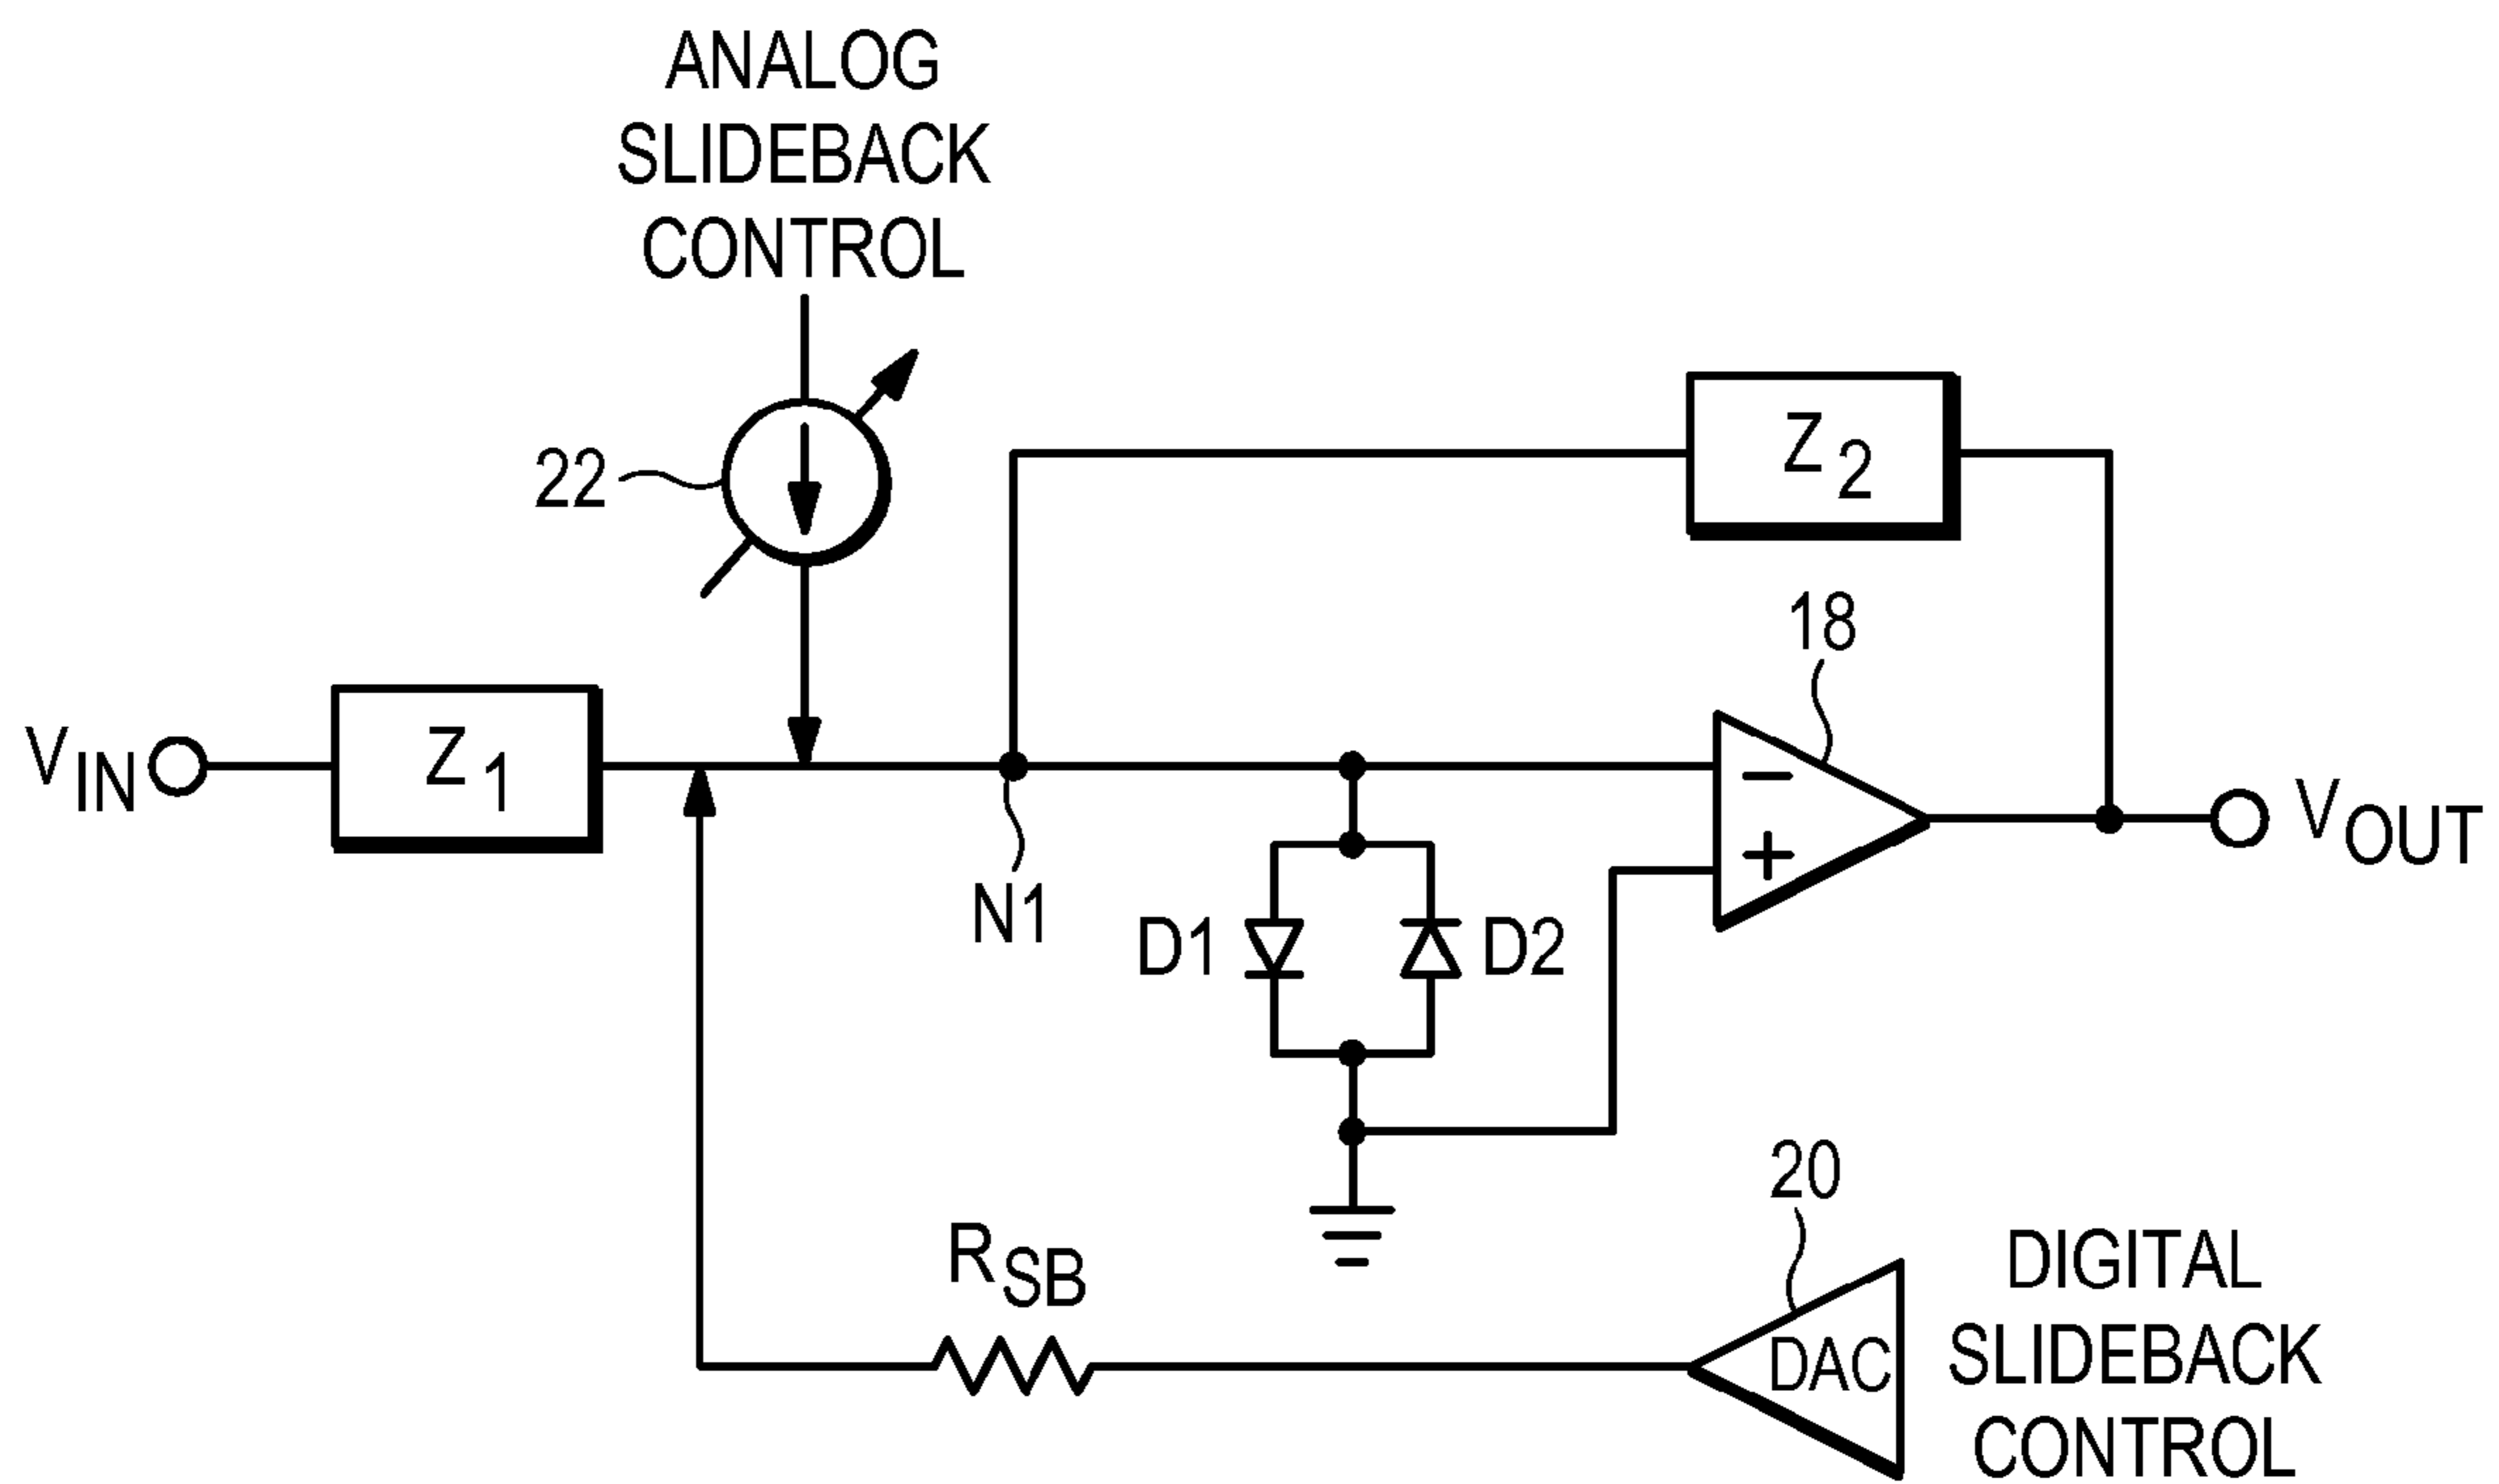 ANALOG
SLIDEBACK
CONTROL
22
Z2
18
VIN
Z1
N1
D1
D2
VOUT
20
RSB
DAC
DIGITAL
SLIDEBACK
CONTROL